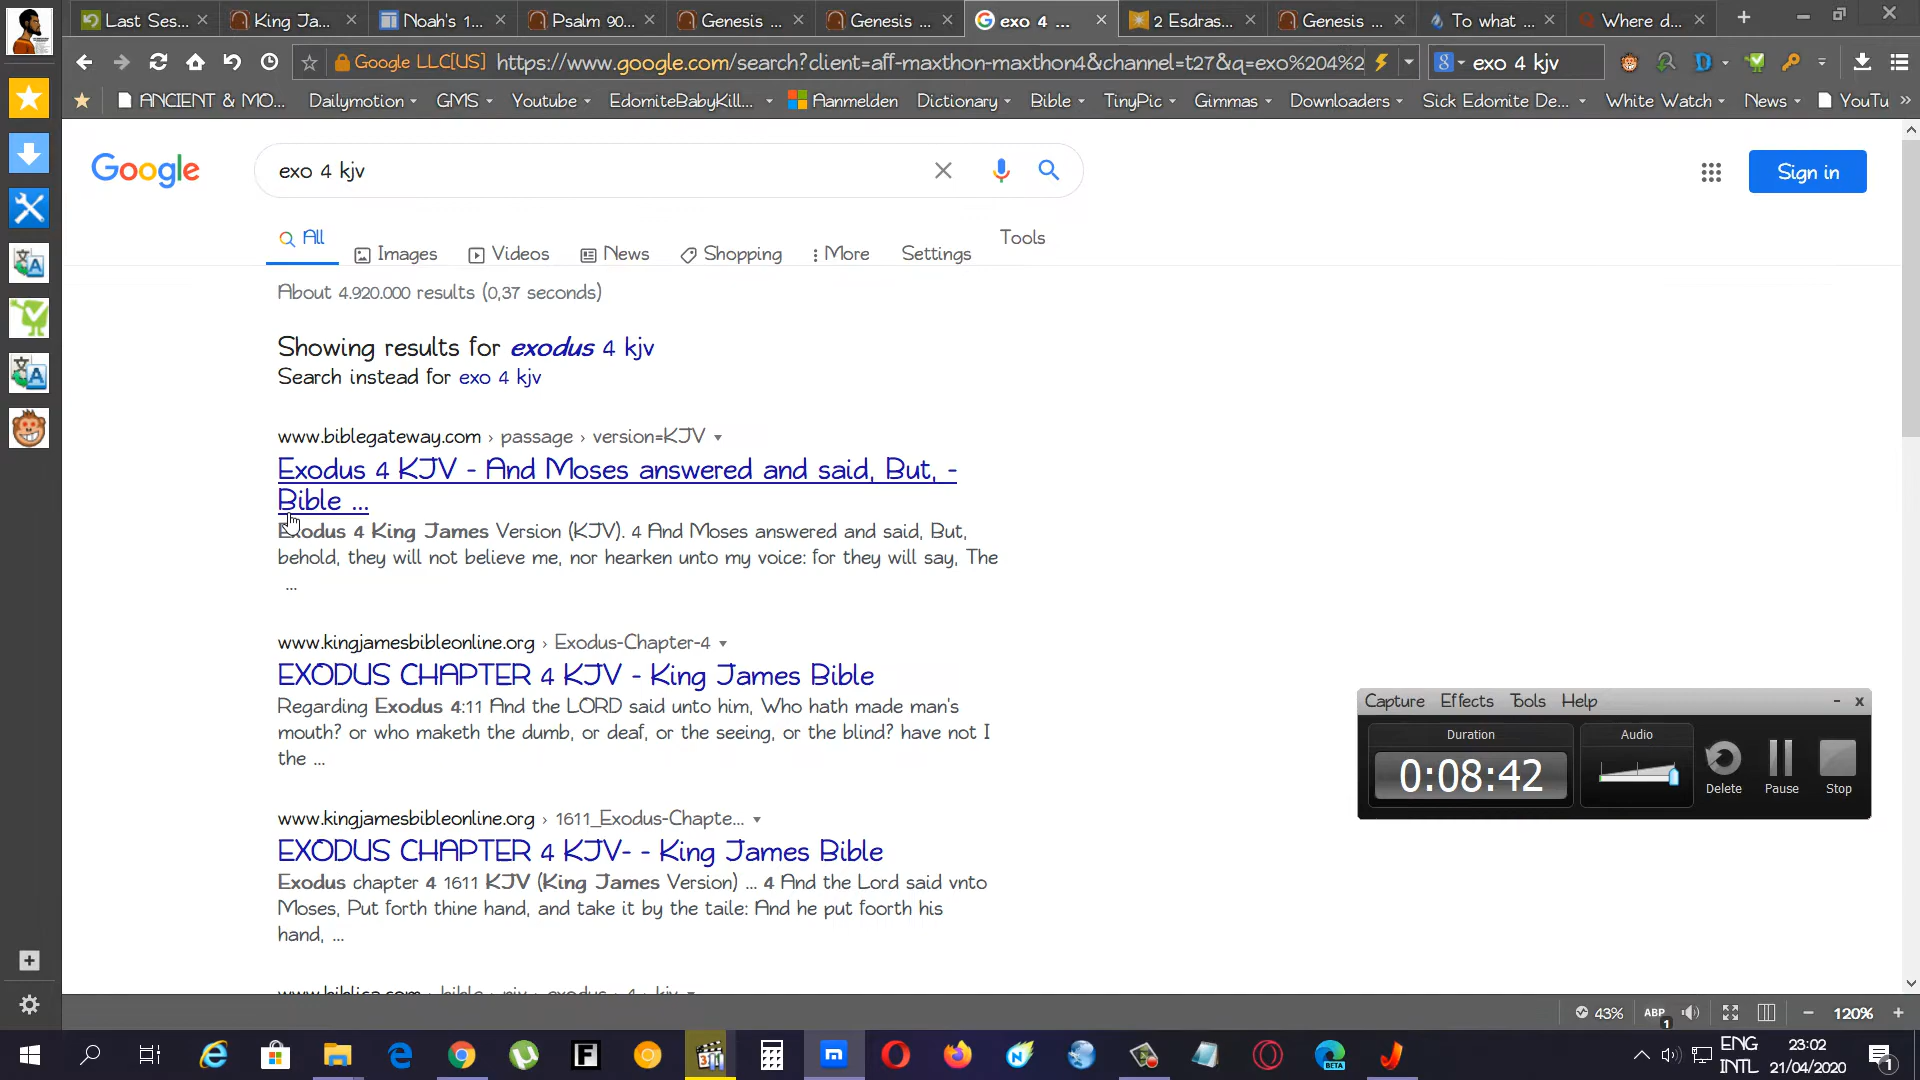 Last Ses...
King Ja...
Noah's 1...
Psalm 90...
Genesis ...
Genesis ...
exo 4 ...
2 Esdras...
Genesis ...
To what ...
Where d...
Google LLC[US]
https://www.google.com/search?client=aff-maxthon-maxthon4&channel=t27&q=exo%204%2
exo 4 kjv
ANCIENT & MO...
Dailymotion
GMS
Youtube
EdomiteBabyKill...
Aanmelden
Dictionary
Bible
TinyPic
Gimmas
Downloaders
Sick Edomite De...
White Watch
News
YouTu
Google
exo 4 kjv
Sign in
All
Images
Videos
News
Shopping
More
Settings
Tools
About 4.920.000 results (0,37 seconds)
Showing results for exodus 4 kjv
Search instead for exo 4 kjv
www.biblegateway.com › passage › version=KJV
Exodus 4 KJV - And Moses answered and said, But, -
Bible ...
Exodus 4 King James Version (KJV). 4 And Moses answered and said, But,
behold, they will not believe me, nor hearken unto my voice: for they will say, The
...
www.kingjamesbibleonline.org › Exodus-Chapter-4
EXODUS CHAPTER 4 KJV - King James Bible
Regarding Exodus 4:11 And the LORD said unto him, Who hath made man's
mouth? or who maketh the dumb, or deaf, or the seeing, or the blind? have not I
the ...
www.kingjamesbibleonline.org › 1611_Exodus-Chapte...
EXODUS CHAPTER 4 KJV- - King James Bible
Exodus chapter 4 1611 KJV (King James Version) ... 4 And the Lord said vnto
Moses, Put forth thine hand, and take it by the taile: And he put foorth his
hand, ...
www.biblica.com › bible › niv › exodus › 4 › kjv
Capture Effects Tools Help
Duration
Audio
0:08:42
Delete
Pause
Stop
43%
ABP
1
120%
ENG
INTL
23:02
21/04/2020
1